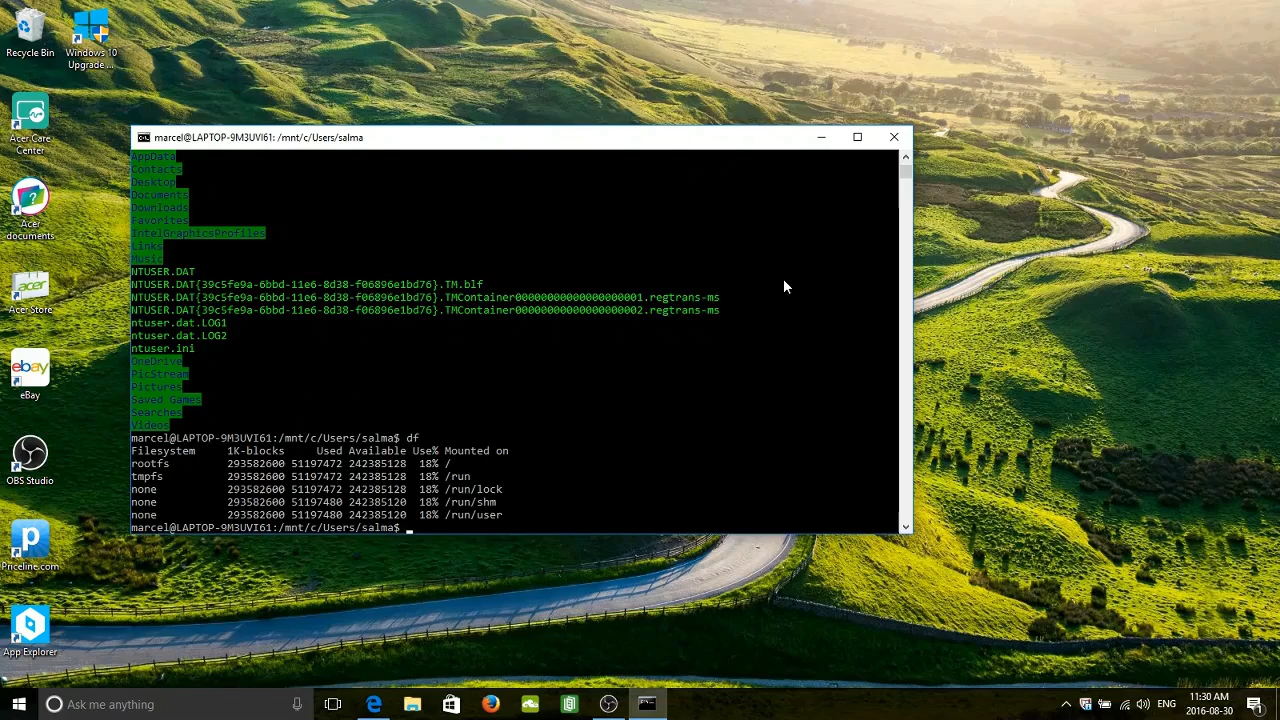 Recycle Bin
Windows 10
Upgrade ...
Acer Care
Center
Acer
documents
acer
Acer Store
ebay
eBay
OBS Studio
Priceline.com
App Explorer
marcel@LAPTOP-9M3UVI61: /mnt/c/Users/salma
AppData
Contacts
Desktop
Documents
Downloads
Favorites
IntelGraphicsProfiles
Links
Music
NTUSER.DAT
NTUSER.DAT{39c5fe9a-6bbd-11e6-8d38-f06896e1bd76}.TM.blf
NTUSER.DAT{39c5fe9a-6bbd-11e6-8d38-f06896e1bd76}.TMContainer00000000000000000001.regtrans-ms
NTUSER.DAT{39c5fe9a-6bbd-11e6-8d38-f06896e1bd76}.TMContainer00000000000000000002.regtrans-ms
ntuser.dat.LOG1
ntuser.dat.LOG2
ntuser.ini
OneDrive
PicStream
Pictures
Saved Games
Searches
Videos
marcel@LAPTOP-9M3UVI61:/mnt/c/Users/salma$ df
Filesystem     1K-blocks     Used Available Use% Mounted on
rootfs         293582600 51197472 242385128  18% /
tmpfs          293582600 51197472 242385128  18% /run
none           293582600 51197472 242385128  18% /run/lock
none           293582600 51197480 242385120  18% /run/shm
none           293582600 51197480 242385120  18% /run/user
marcel@LAPTOP-9M3UVI61:/mnt/c/Users/salma$
Ask me anything
ENG
11:30 AM
2016-08-30